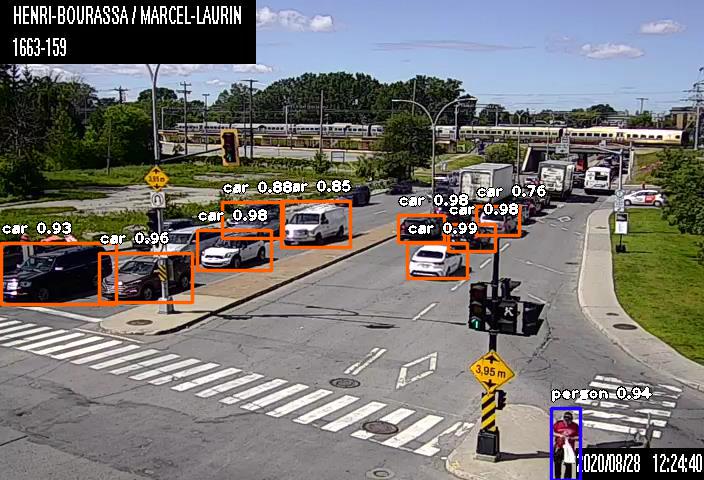 HENRI-BOURASSA / MARCEL-LAURIN
1663-159
car 0.88
car 0.85
car 0.76
car 0.93
car 0.96
car 0.98
car 0.98
car 0.98
car 0.99
3,95 m
3,95 m
person 0.94
2020/08/28 12:24:40